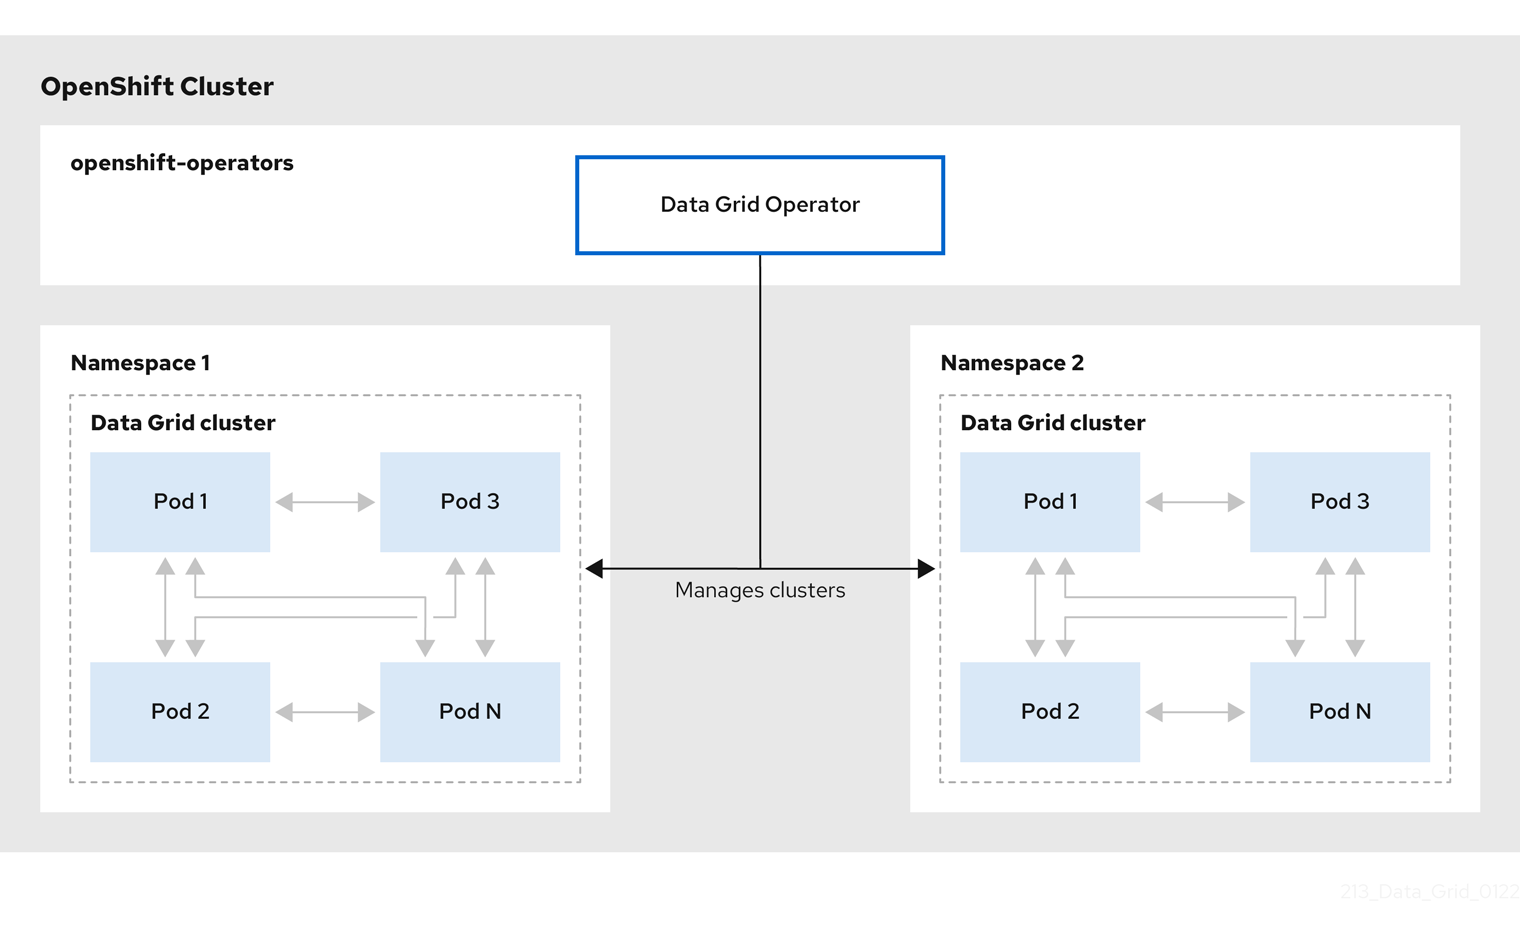 OpenShift Cluster
openshift-operators
Data Grid Operator
Namespace 1
Data Grid cluster
Pod 1
Pod 3
Pod 2
Pod N
Manages clusters
Namespace 2
Data Grid cluster
Pod 1
Pod 3
Pod 2
Pod N
213_Data_Grid_0122